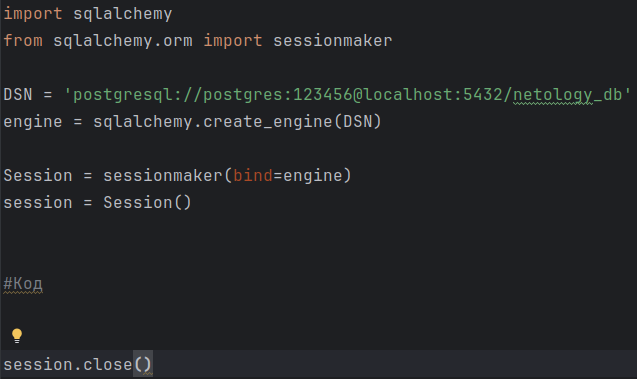 import sqlalchemy
from sqlalchemy.orm import sessionmaker
DSN = 'postgresql://postgres:123456@localhost:5432/netology_db'
engine = sqlalchemy.create_engine(DSN)
Session = sessionmaker(bind=engine)
session = Session()
#Код
session.close()